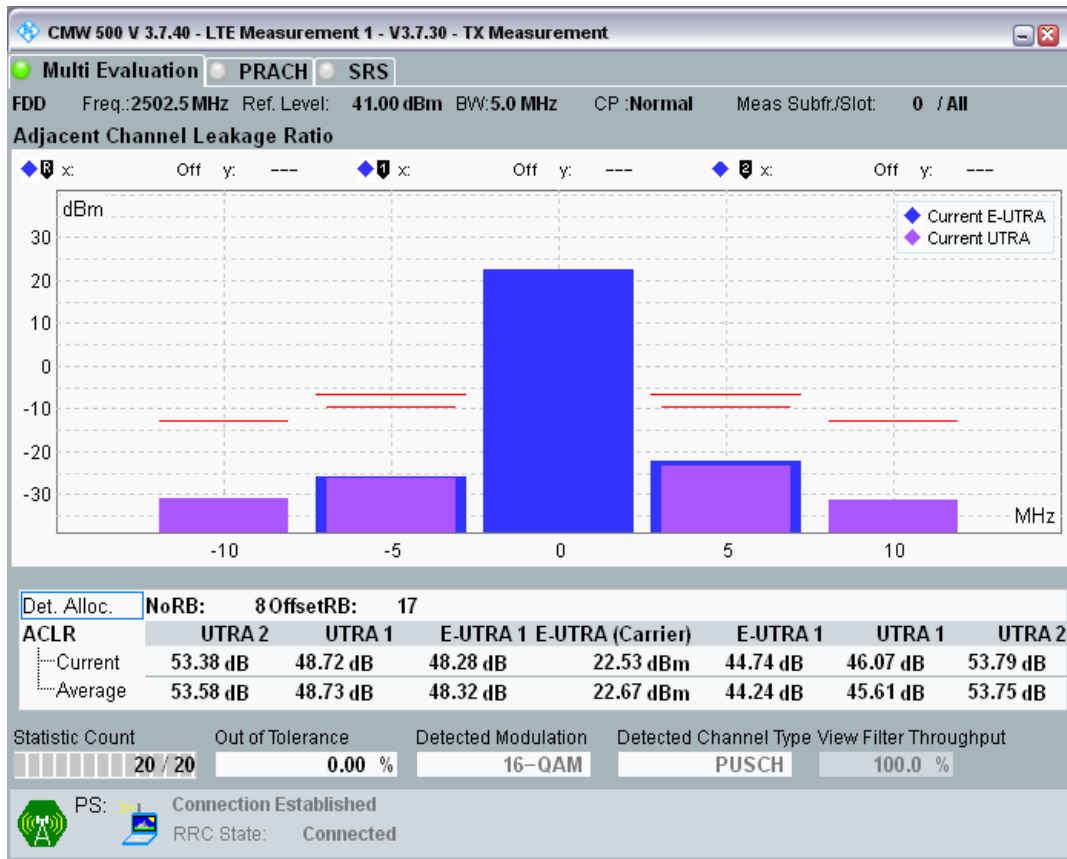 CMW 500 V 3.7.40 - LTE Measurement 1 - V3.7.30 - TX Measurement
Multi Evaluation PRACH SRS
FDD Freq.:2502.5 MHz Ref. Level: 41.00 dBm BW:5.0 MHz CP :Normal Meas Subfr./Slot: 0 / All
Adjacent Channel Leakage Ratio
R x: Off y: --- 1 x: Off y: --- 2 x: Off y: ---
dBm
Current E-UTRA
Current UTRA
30
20
10
0
-10
-20
-30
MHz
-10 -5 0 5 10
Det. Alloc. NoRB: 8 OffsetRB: 17
ACLR UTRA 2 UTRA 1 E-UTRA 1 E-UTRA (Carrier) E-UTRA 1 UTRA 1 UTRA 2
Current 53.38 dB 48.72 dB 48.28 dB 22.53 dBm 44.74 dB 46.07 dB 53.79 dB
Average 53.58 dB 48.73 dB 48.32 dB 22.67 dBm 44.24 dB 45.61 dB 53.75 dB
Statistic Count Out of Tolerance Detected Modulation Detected Channel Type View Filter Throughput
20 / 20 0.00 % 16-QAM PUSCH 100.0 %
PS: Connection Established
RRC State: Connected